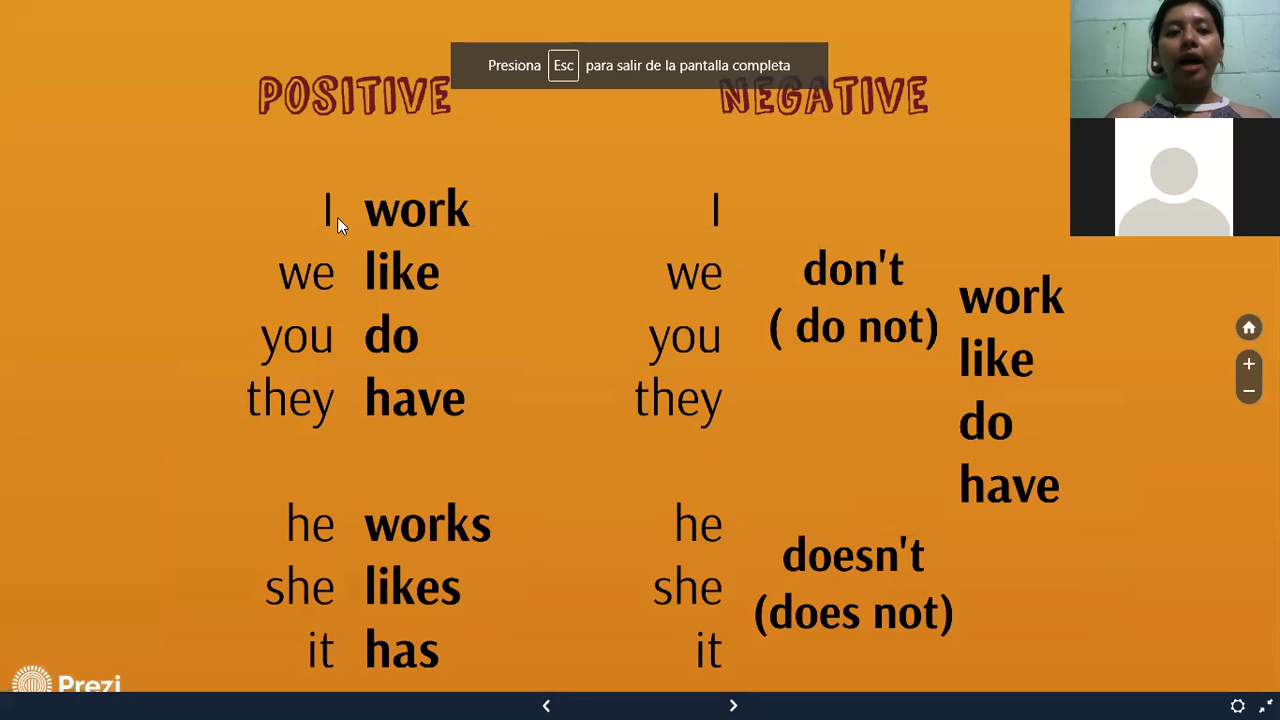 Presiona Esc para salir de la pantalla completa
POSITIVE
NEGATIVE
I work
we like
you do
they have
he works
she likes
it has
I
we
you
they
don't
( do not)
he
she
it
doesn't
(does not)
work
like
do
have
Prezi